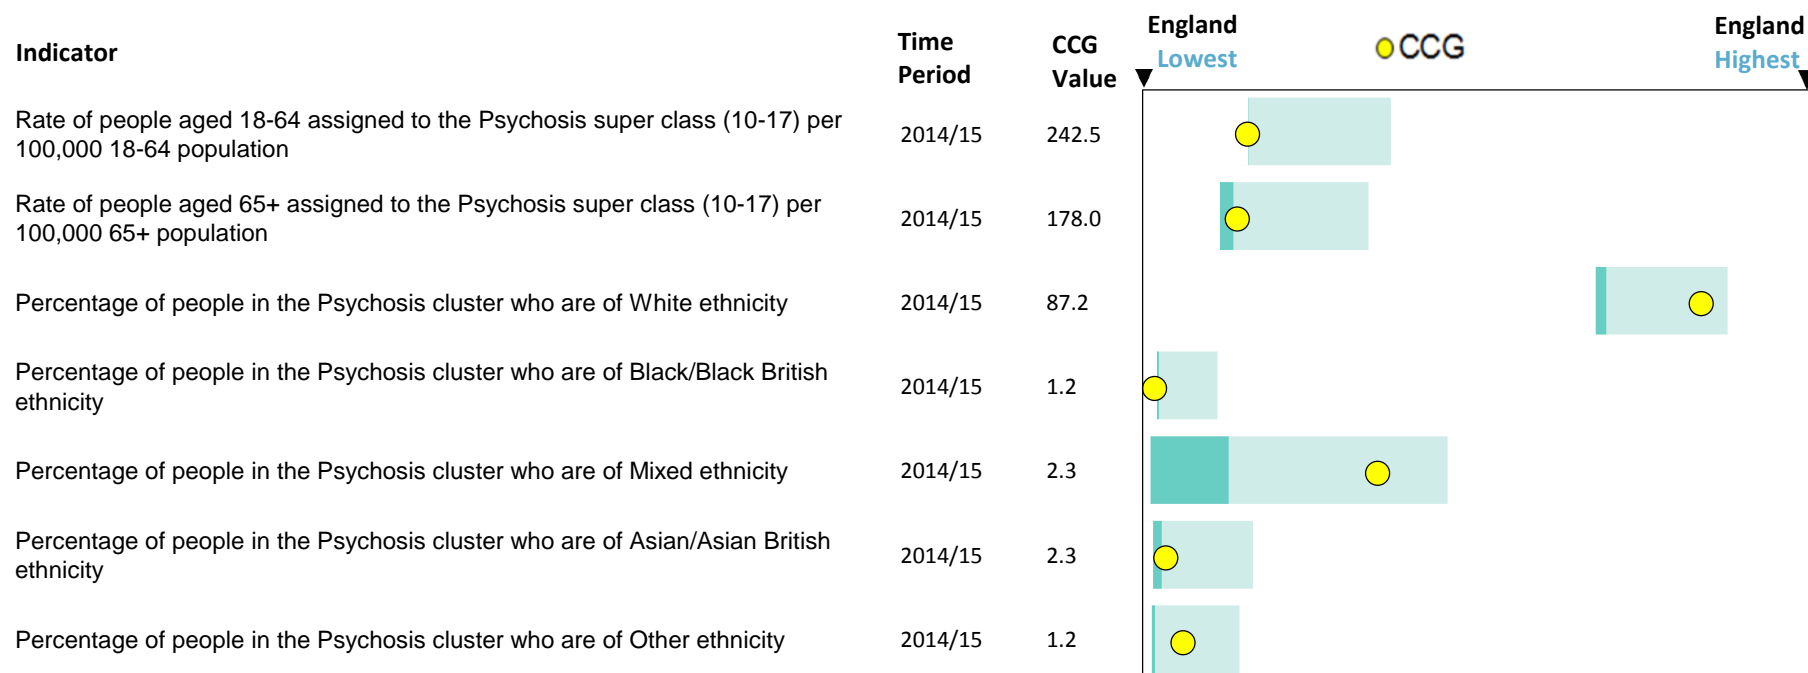 Indicator
Time
Period
CCG
Value
England
Lowest
CCG
England
Highest
Rate of people aged 18-64 assigned to the Psychosis super class (10-17) per
100,000 18-64 population
2014/15
242.5
Rate of people aged 65+ assigned to the Psychosis super class (10-17) per
100,000 65+ population
2014/15
178.0
Percentage of people in the Psychosis cluster who are of White ethnicity
2014/15
87.2
Percentage of people in the Psychosis cluster who are of Black/Black British
ethnicity
2014/15
1.2
Percentage of people in the Psychosis cluster who are of Mixed ethnicity
2014/15
2.3
Percentage of people in the Psychosis cluster who are of Asian/Asian British
ethnicity
2014/15
2.3
Percentage of people in the Psychosis cluster who are of Other ethnicity
2014/15
1.2